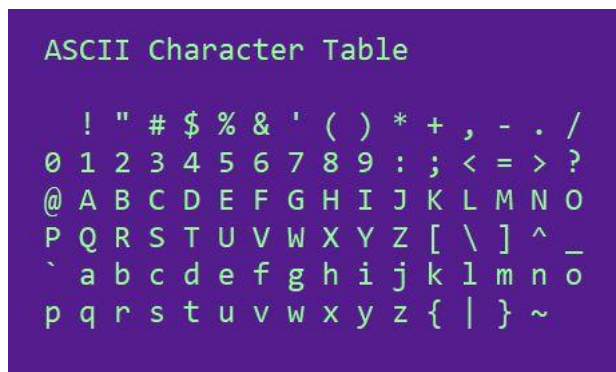 ASCII Character Table
! " # $ % & ' ( ) * + , - . /
0 1 2 3 4 5 6 7 8 9 : ; < = > ?
@ A B C D E F G H I J K L M N O
P Q R S T U V W X Y Z [ \ ] ^ _
` a b c d e f g h i j k l m n o
p q r s t u v w x y z { | } ~